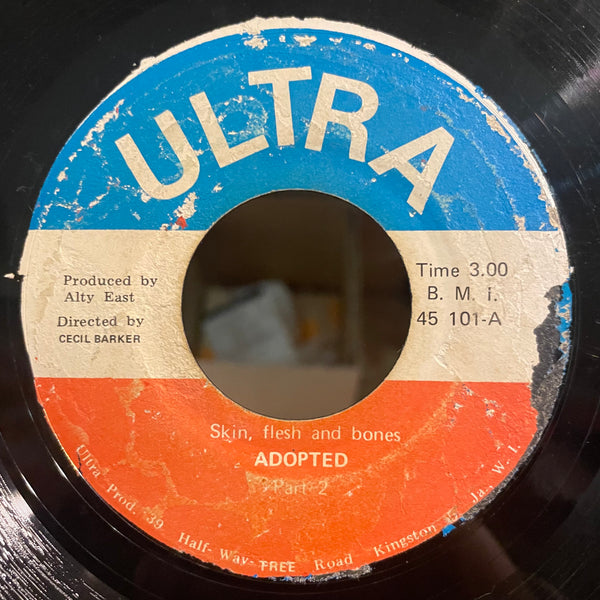 ULTRA
Produced by
Alty East
Directed by
CECIL BARKER
Time 3.00
B. M. i.
45 101-A
Skin, flesh and bones
ADOPTED
Part-2
Ultra Prod. 39 Half-Way-TREE Road Kingston Ja. W. I.